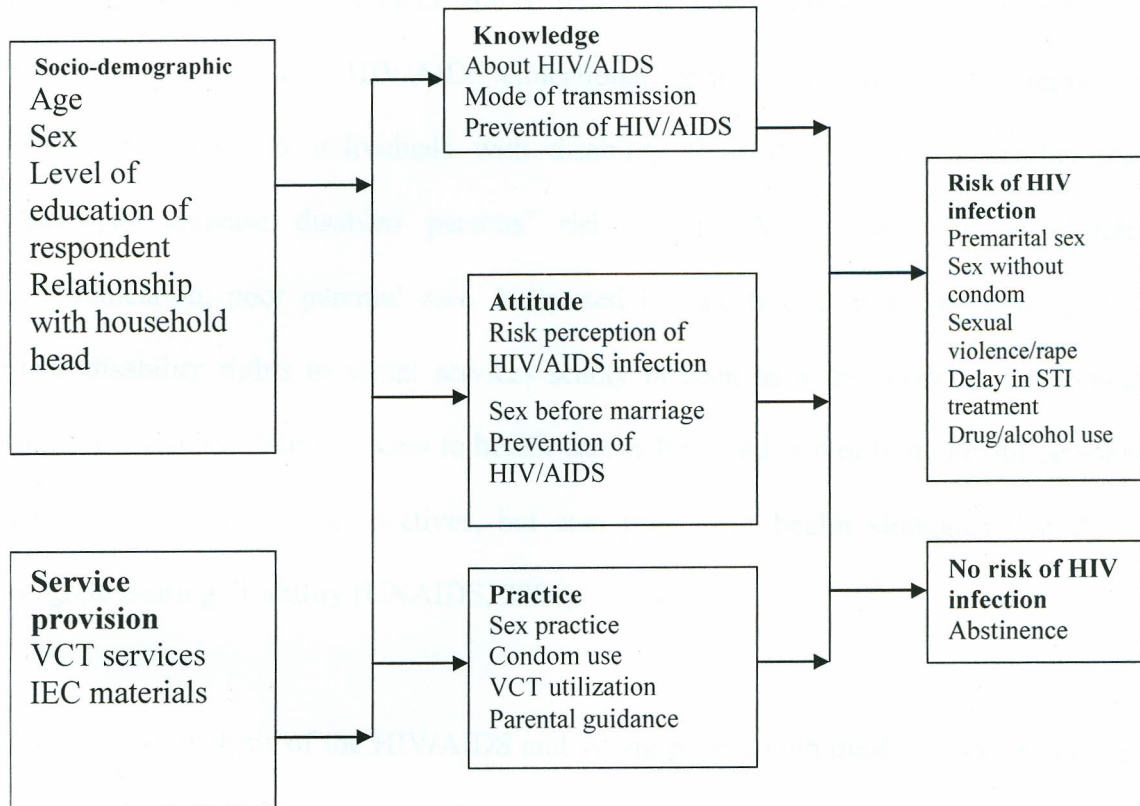 Socio-demographic
Age
Sex
Level of
education of
respondent
Relationship
with household
head
Service
provision
VCT services
IEC materials
Knowledge
About HIV/AIDS
Mode of transmission
Prevention of HIV/AIDS
Attitude
Risk perception of
HIV/AIDS infection
Sex before marriage
Prevention of
HIV/AIDS
Practice
Sex practice
Condom use
VCT utilization
Parental guidance
Risk of HIV
infection
Premarital sex
Sex without
condom
Sexual
violence/rape
Delay in STI
treatment
Drug/alcohol use
No risk of HIV
infection
Abstinence